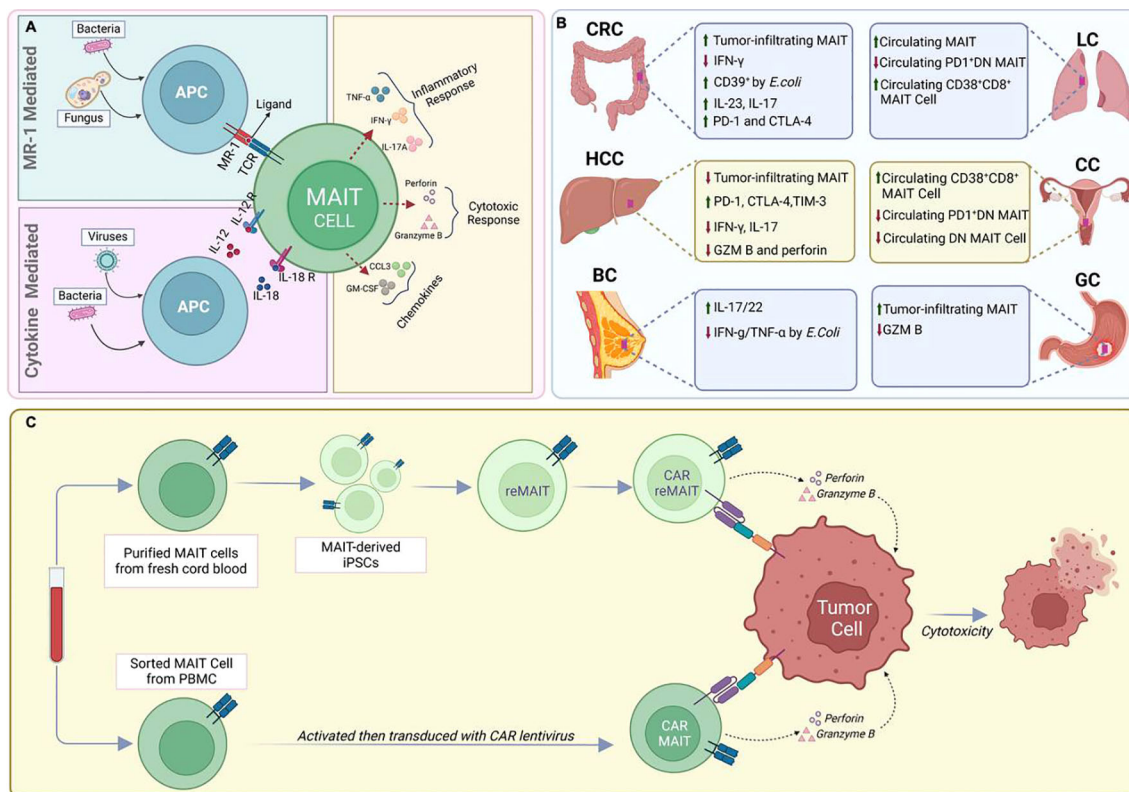 A
MR-1 Mediated
Bacteria
Fungus
APC
Ligand
MR-1
TCR
Cytokine Mediated
Viruses
Bacteria
APC
IL-12 R
IL-12
IL-18 R
IL-18
MAIT
CELL
TNF-α
IFN-γ
IL-17A
Inflammatory
Response
Perforin
Granzyme B
Cytotoxic
Response
CCL3
GM-CSF
Chemokines
B
CRC
Tumor-infiltrating MAIT
IFN-γ
CD39⁺ by E.coli
IL-23, IL-17
PD-1 and CTLA-4
LC
Circulating MAIT
Circulating PD1⁺DN MAIT
Circulating CD38⁺CD8⁺
MAIT Cell
HCC
Tumor-infiltrating MAIT
PD-1, CTLA-4,TIM-3
IFN-γ, IL-17
GZM B and perforin
CC
Circulating CD38⁺CD8⁺
MAIT Cell
Circulating PD1⁺DN MAIT
Circulating DN MAIT Cell
BC
IL-17/22
IFN-g/TNF-α by E.Coli
GC
Tumor-infiltrating MAIT
GZM B
C
Purified MAIT cells
from fresh cord blood
MAIT-derived
iPSCs
reMAIT
CAR
reMAIT
Perforin
Granzyme B
Tumor
Cell
Cytotoxicity
Sorted MAIT Cell
from PBMC
Activated then transduced with CAR lentivirus
CAR
MAIT
Perforin
Granzyme B